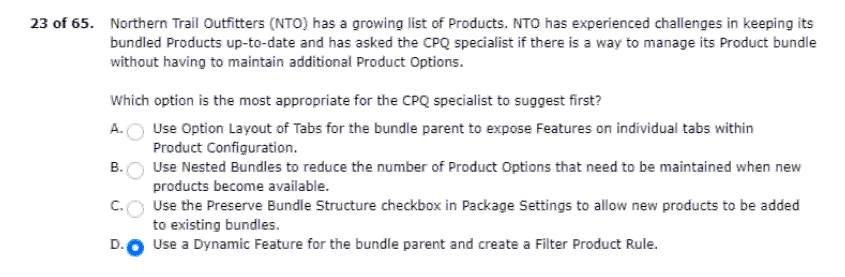 23 of 65. Northern Trail Outfitters (NTO) has a growing list of Products. NTO has experienced challenges in keeping its
bundled Products up-to-date and has asked the CPQ specialist if there is a way to manage its Product bundle
without having to maintain additional Product Options.
Which option is the most appropriate for the CPQ specialist to suggest first?
A. Use Option Layout of Tabs for the bundle parent to expose Features on individual tabs within
Product Configuration.
B. Use Nested Bundles to reduce the number of Product Options that need to be maintained when new
products become available.
C. Use the Preserve Bundle Structure checkbox in Package Settings to allow new products to be added
to existing bundles.
D. Use a Dynamic Feature for the bundle parent and create a Filter Product Rule.